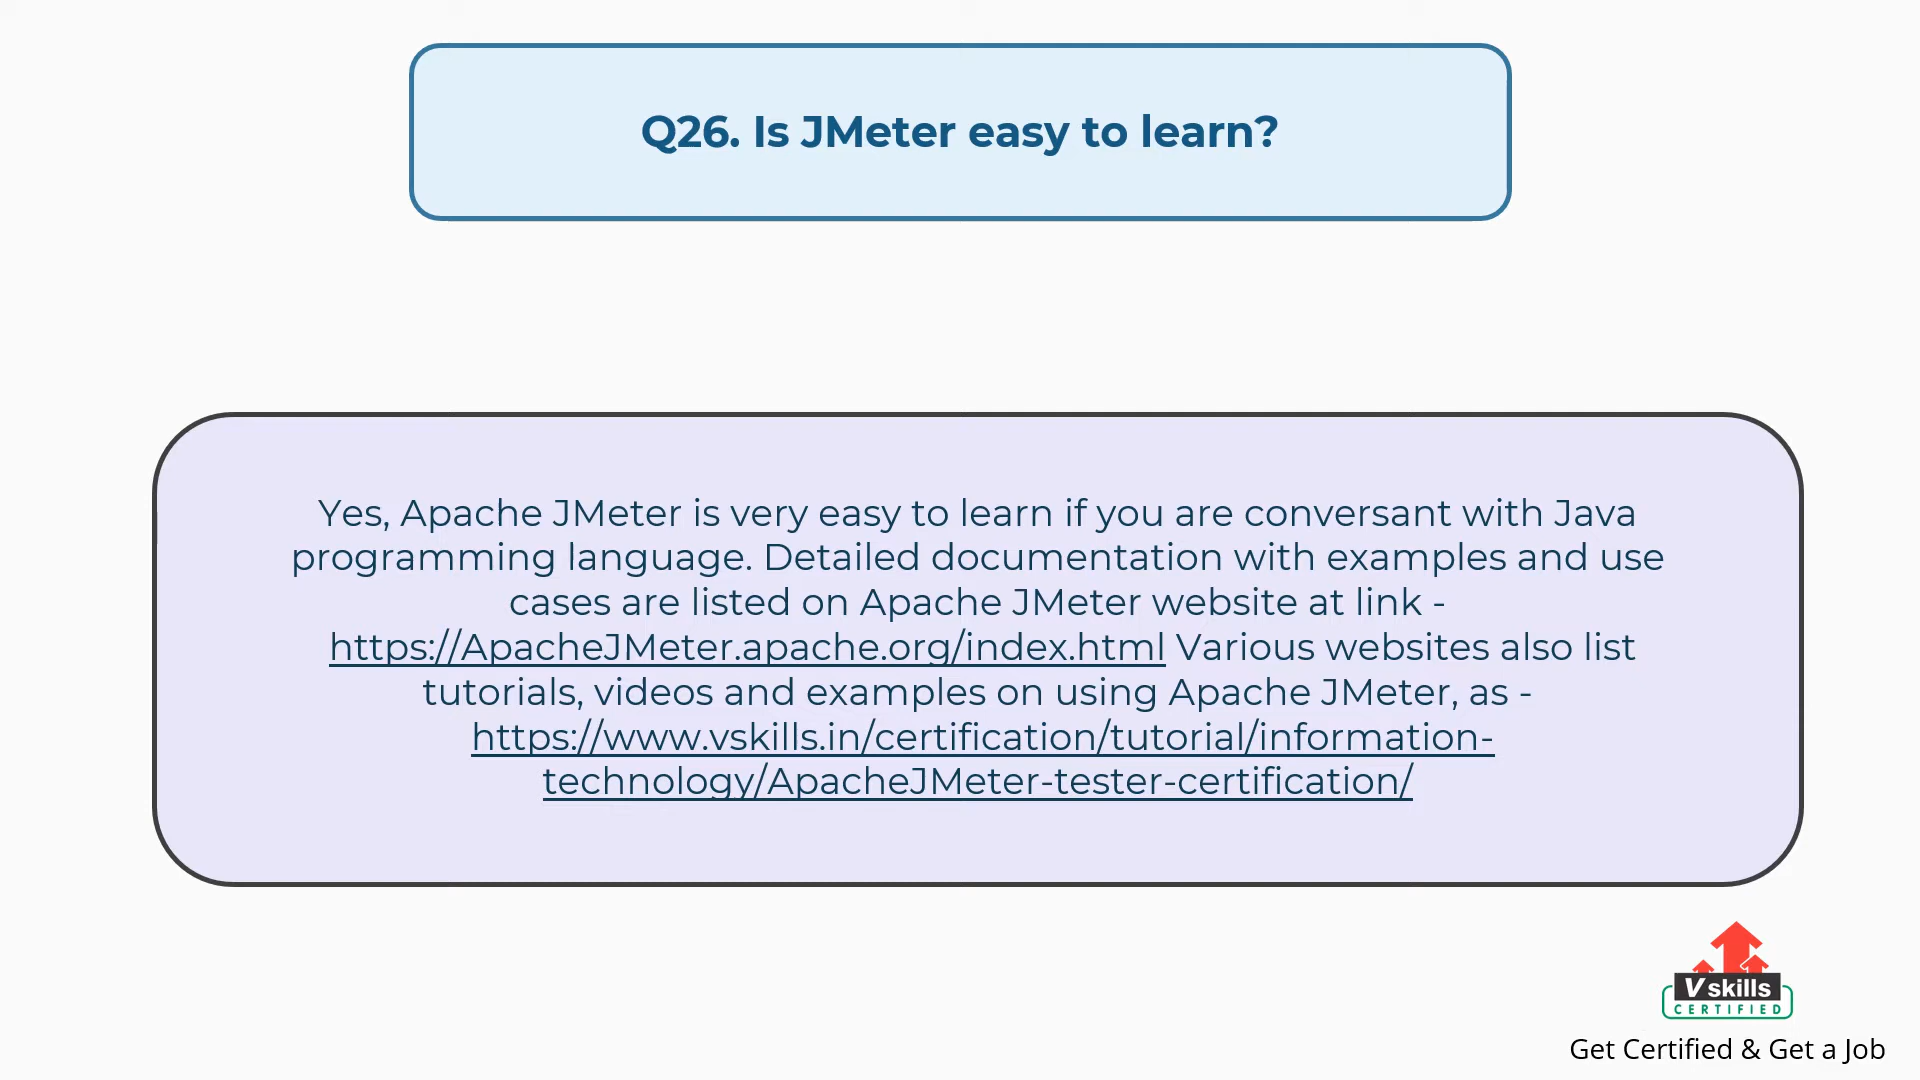 Q26. Is JMeter easy to learn?
Yes, Apache JMeter is very easy to learn if you are conversant with Java
programming language. Detailed documentation with examples and use
cases are listed on Apache JMeter website at link -
https://ApacheJMeter.apache.org/index.html Various websites also list
tutorials, videos and examples on using Apache JMeter, as -
https://www.vskills.in/certification/tutorial/information-
technology/ApacheJMeter-tester-certification/
Vskills
CERTIFIED
Get Certified & Get a Job